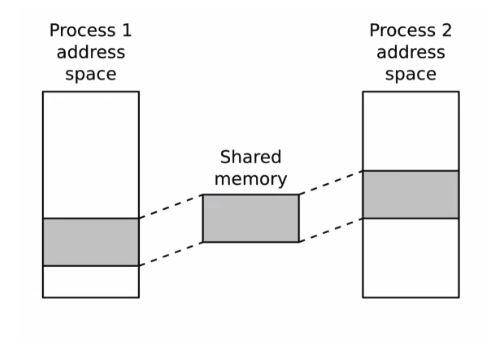 Process 1
address
space
Shared
memory
Process 2
address
space